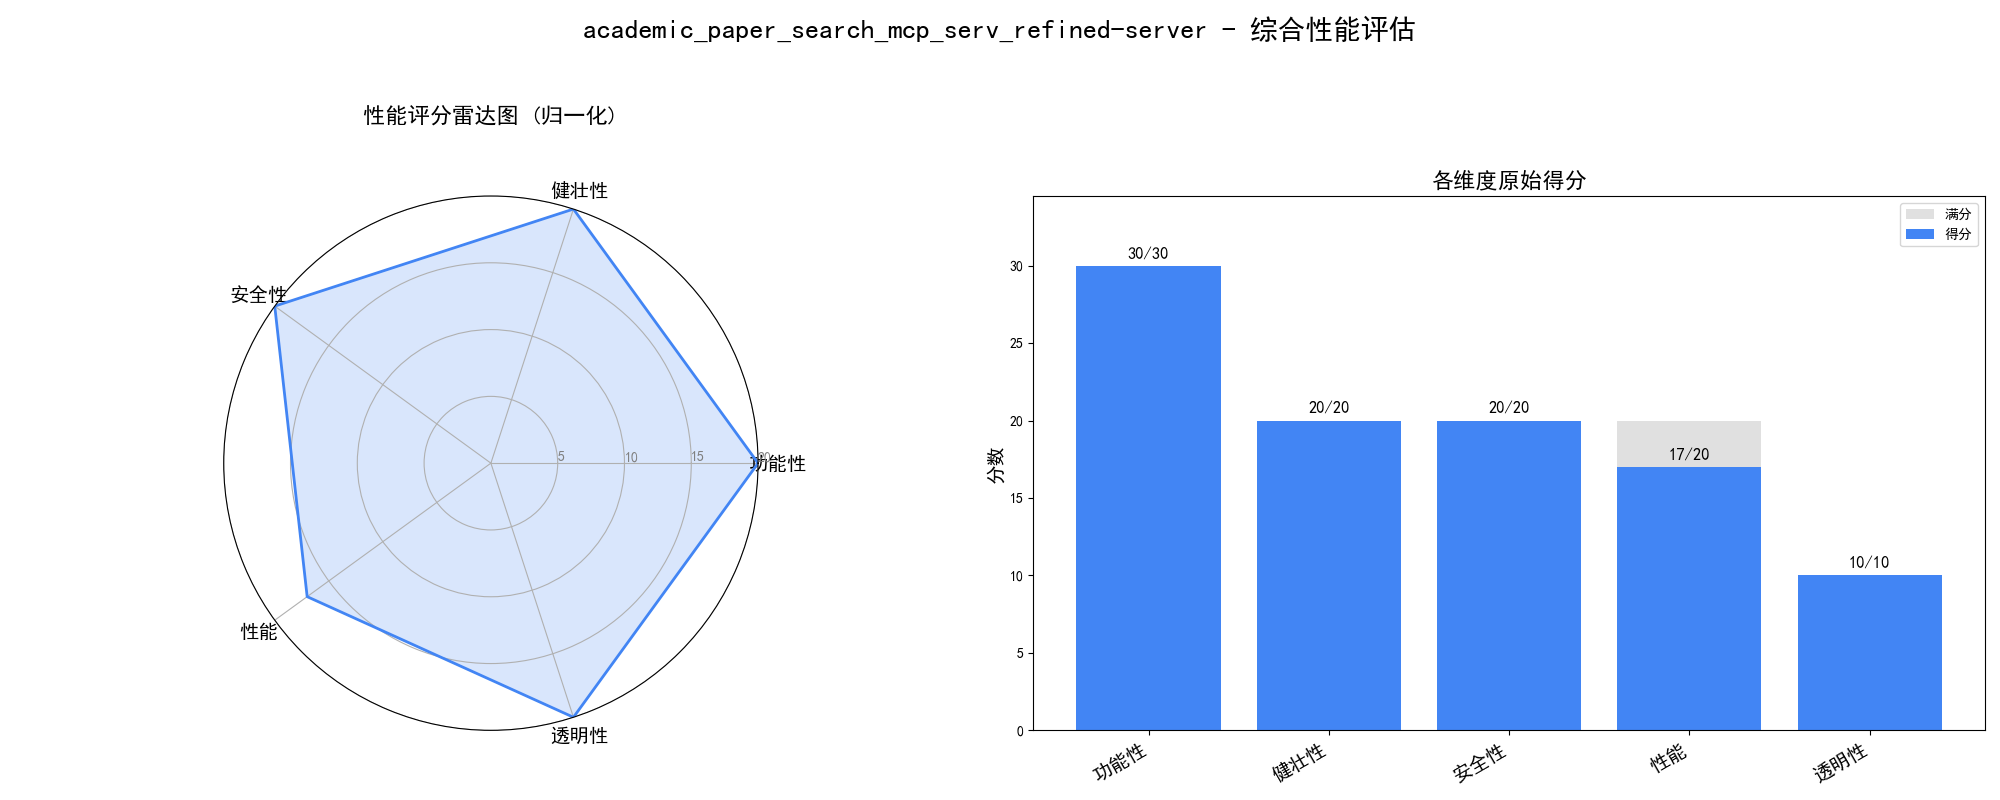 academic_paper_search_mcp_serv_refined-server - 综合性能评估
性能评分雷达图 (归一化)
健壮性
安全性
功能性
5
10
15
20
性能
透明性
各维度原始得分
满分
得分
30/30
20/20
20/20
17/20
10/10
分数
30
25
20
15
10
5
0
功能性
健壮性
安全性
性能
透明性